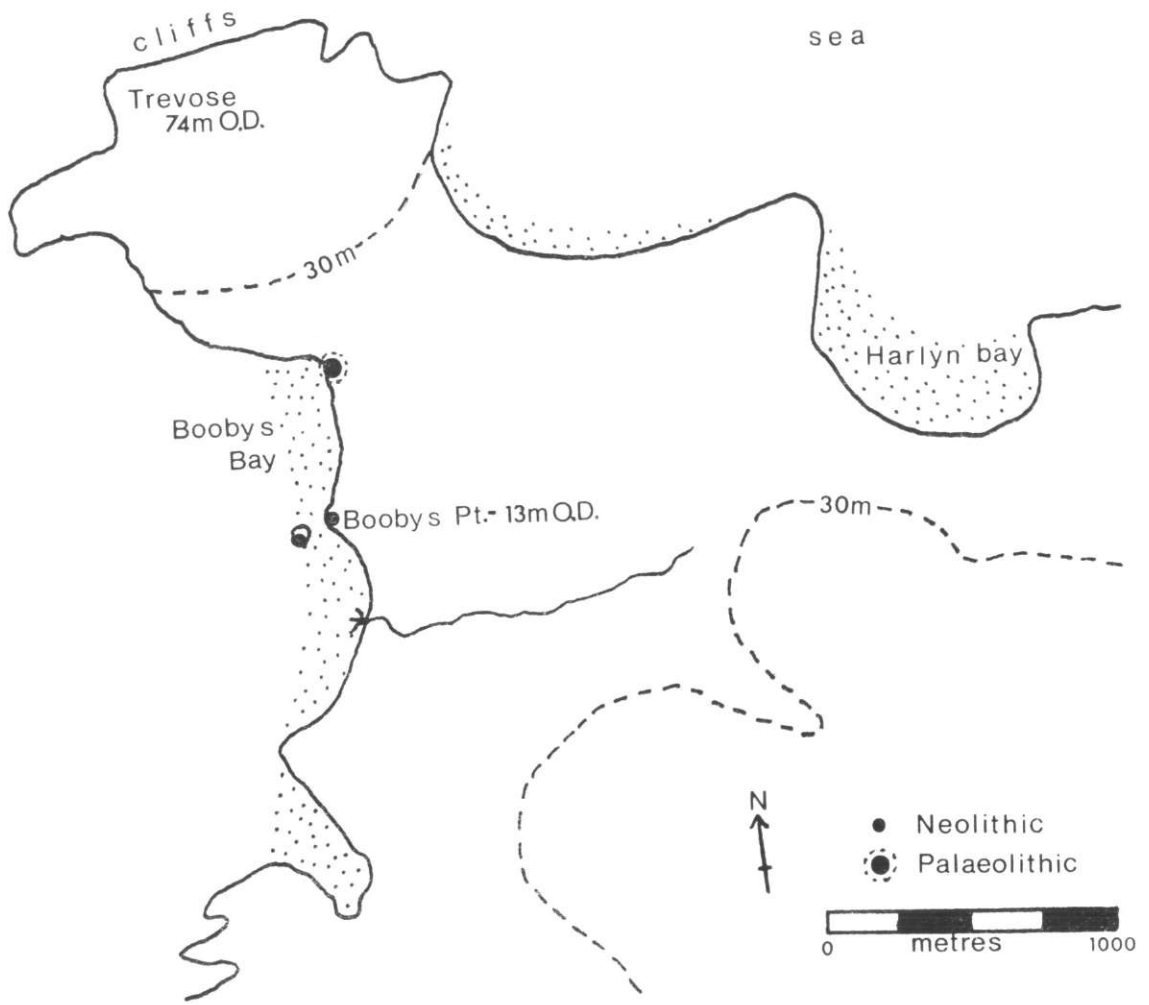 cliffs
sea
Trevose
74m O.D.
30m
Harlyn bay
Boobys
Bay
Boobys Pt.- 13m O.D.
30m
N
Neolithic
Palaeolithic
0 metres 1000